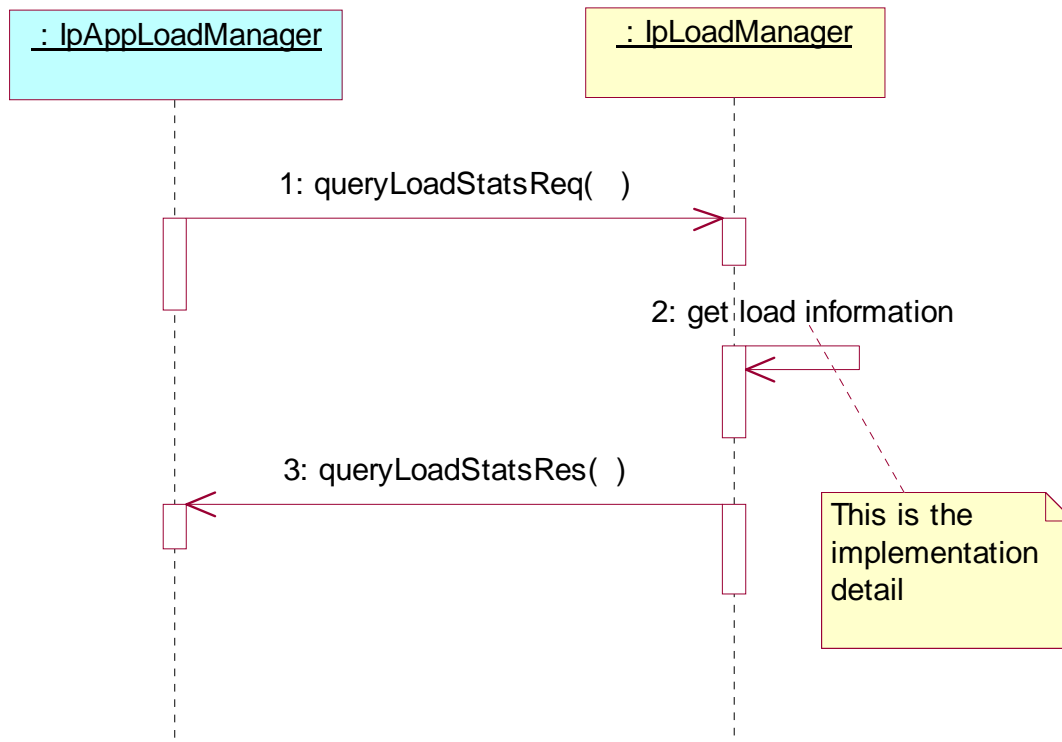 : IpAppLoadManager
: IpLoadManager
1: queryLoadStatsReq(  )
2: get load information
3: queryLoadStatsRes(  )
This is the
implementation
detail